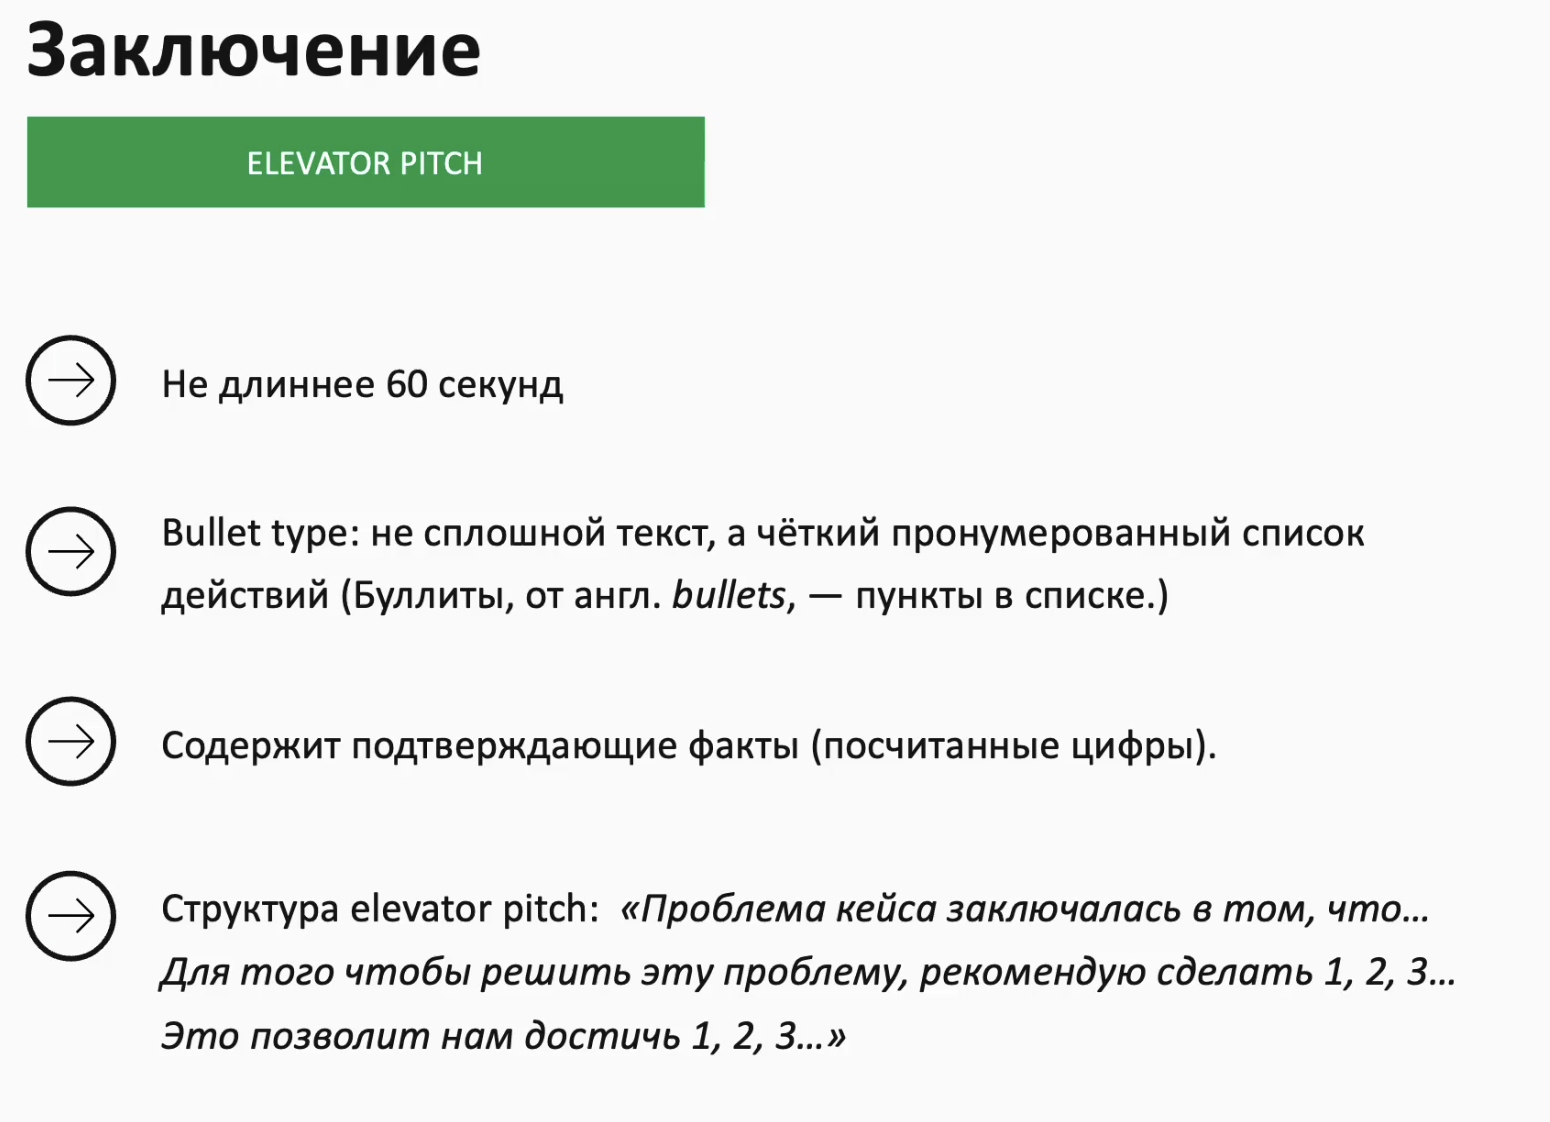 Заключение
ELEVATOR PITCH
Не длиннее 60 секунд
Bullet type: не сплошной текст, а чёткий пронумерованный список
действий (Буллиты, от англ. bullets, — пункты в списке.)
Содержит подтверждающие факты (посчитанные цифры).
Структура elevator pitch: «Проблема кейса заключалась в том, что…
Для того чтобы решить эту проблему, рекомендую сделать 1, 2, 3…
Это позволит нам достичь 1, 2, 3…»